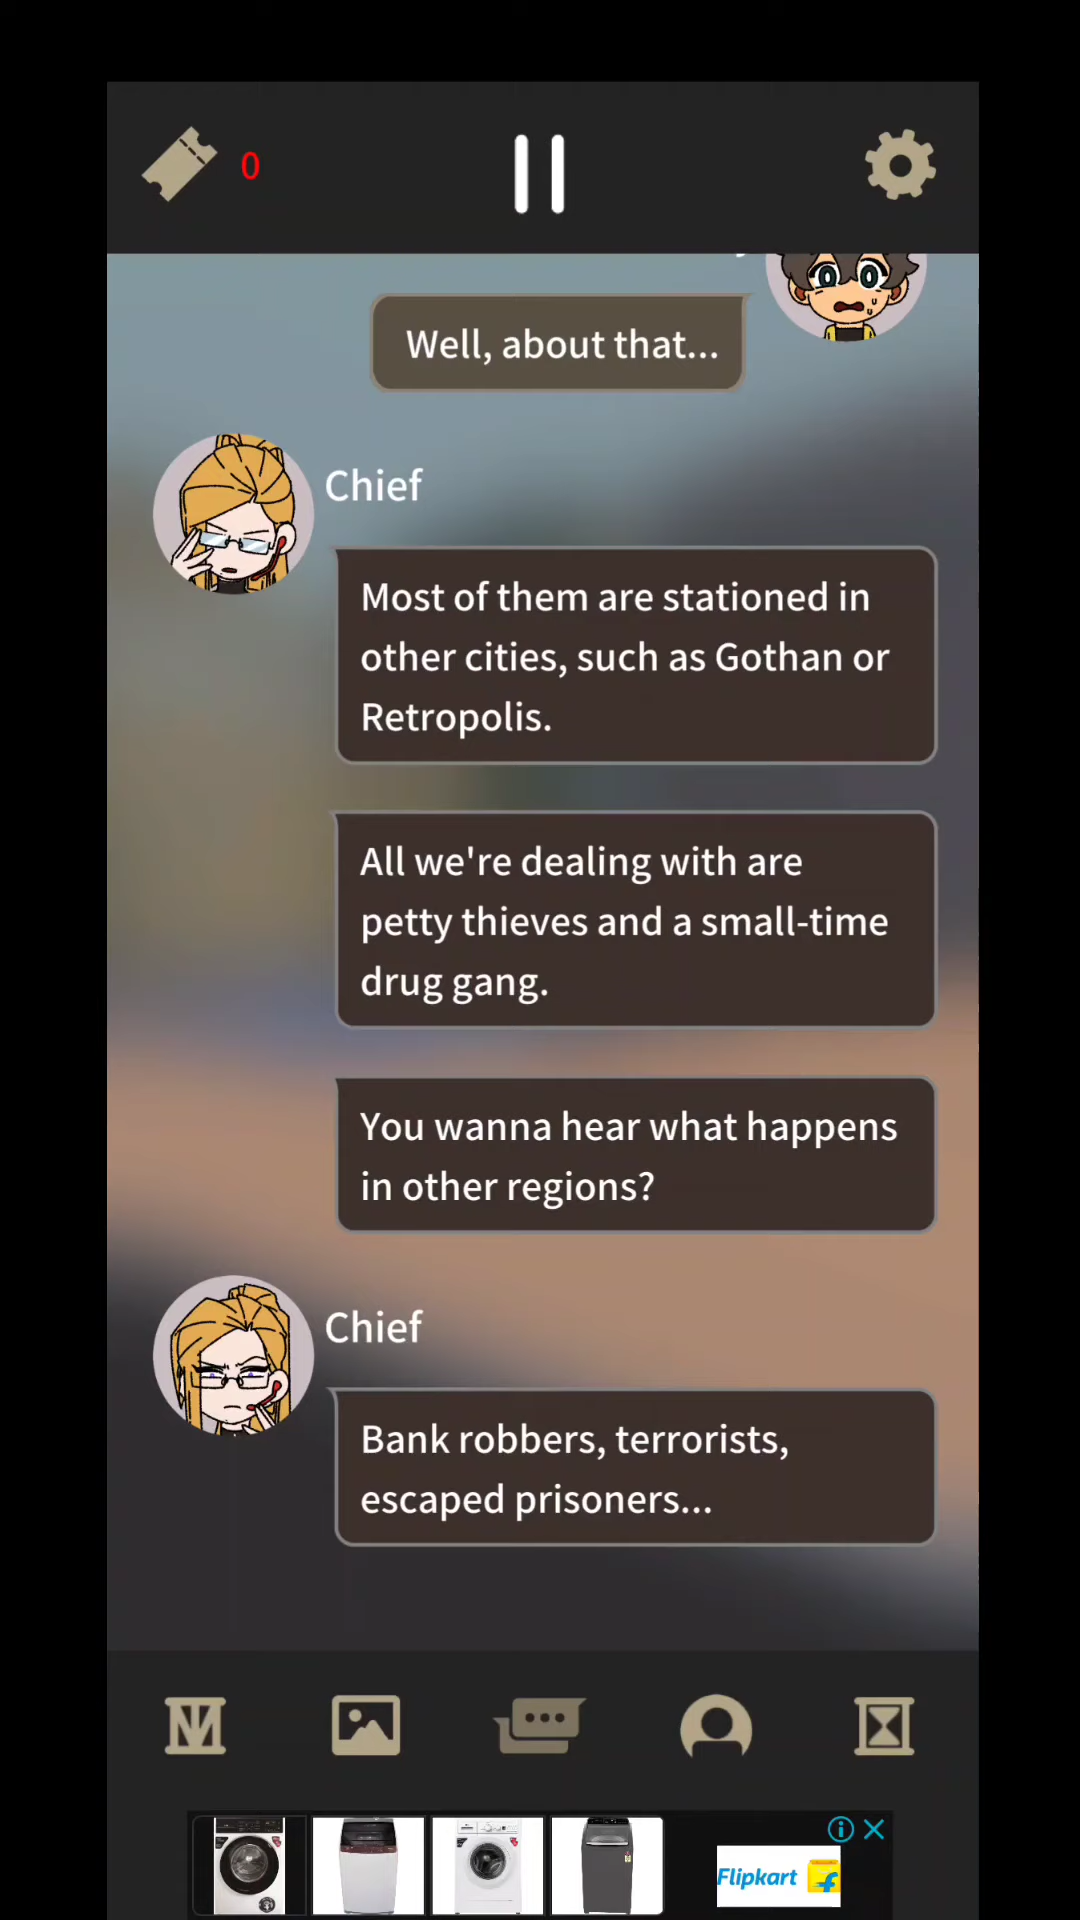 0
Well, about that...
Chief
Most of them are stationed in
other cities, such as Gothan or
Retropolis.
All we're dealing with are
petty thieves and a small-time
drug gang.
You wanna hear what happens
in other regions?
Chief
Bank robbers, terrorists,
escaped prisoners...
Flipkart